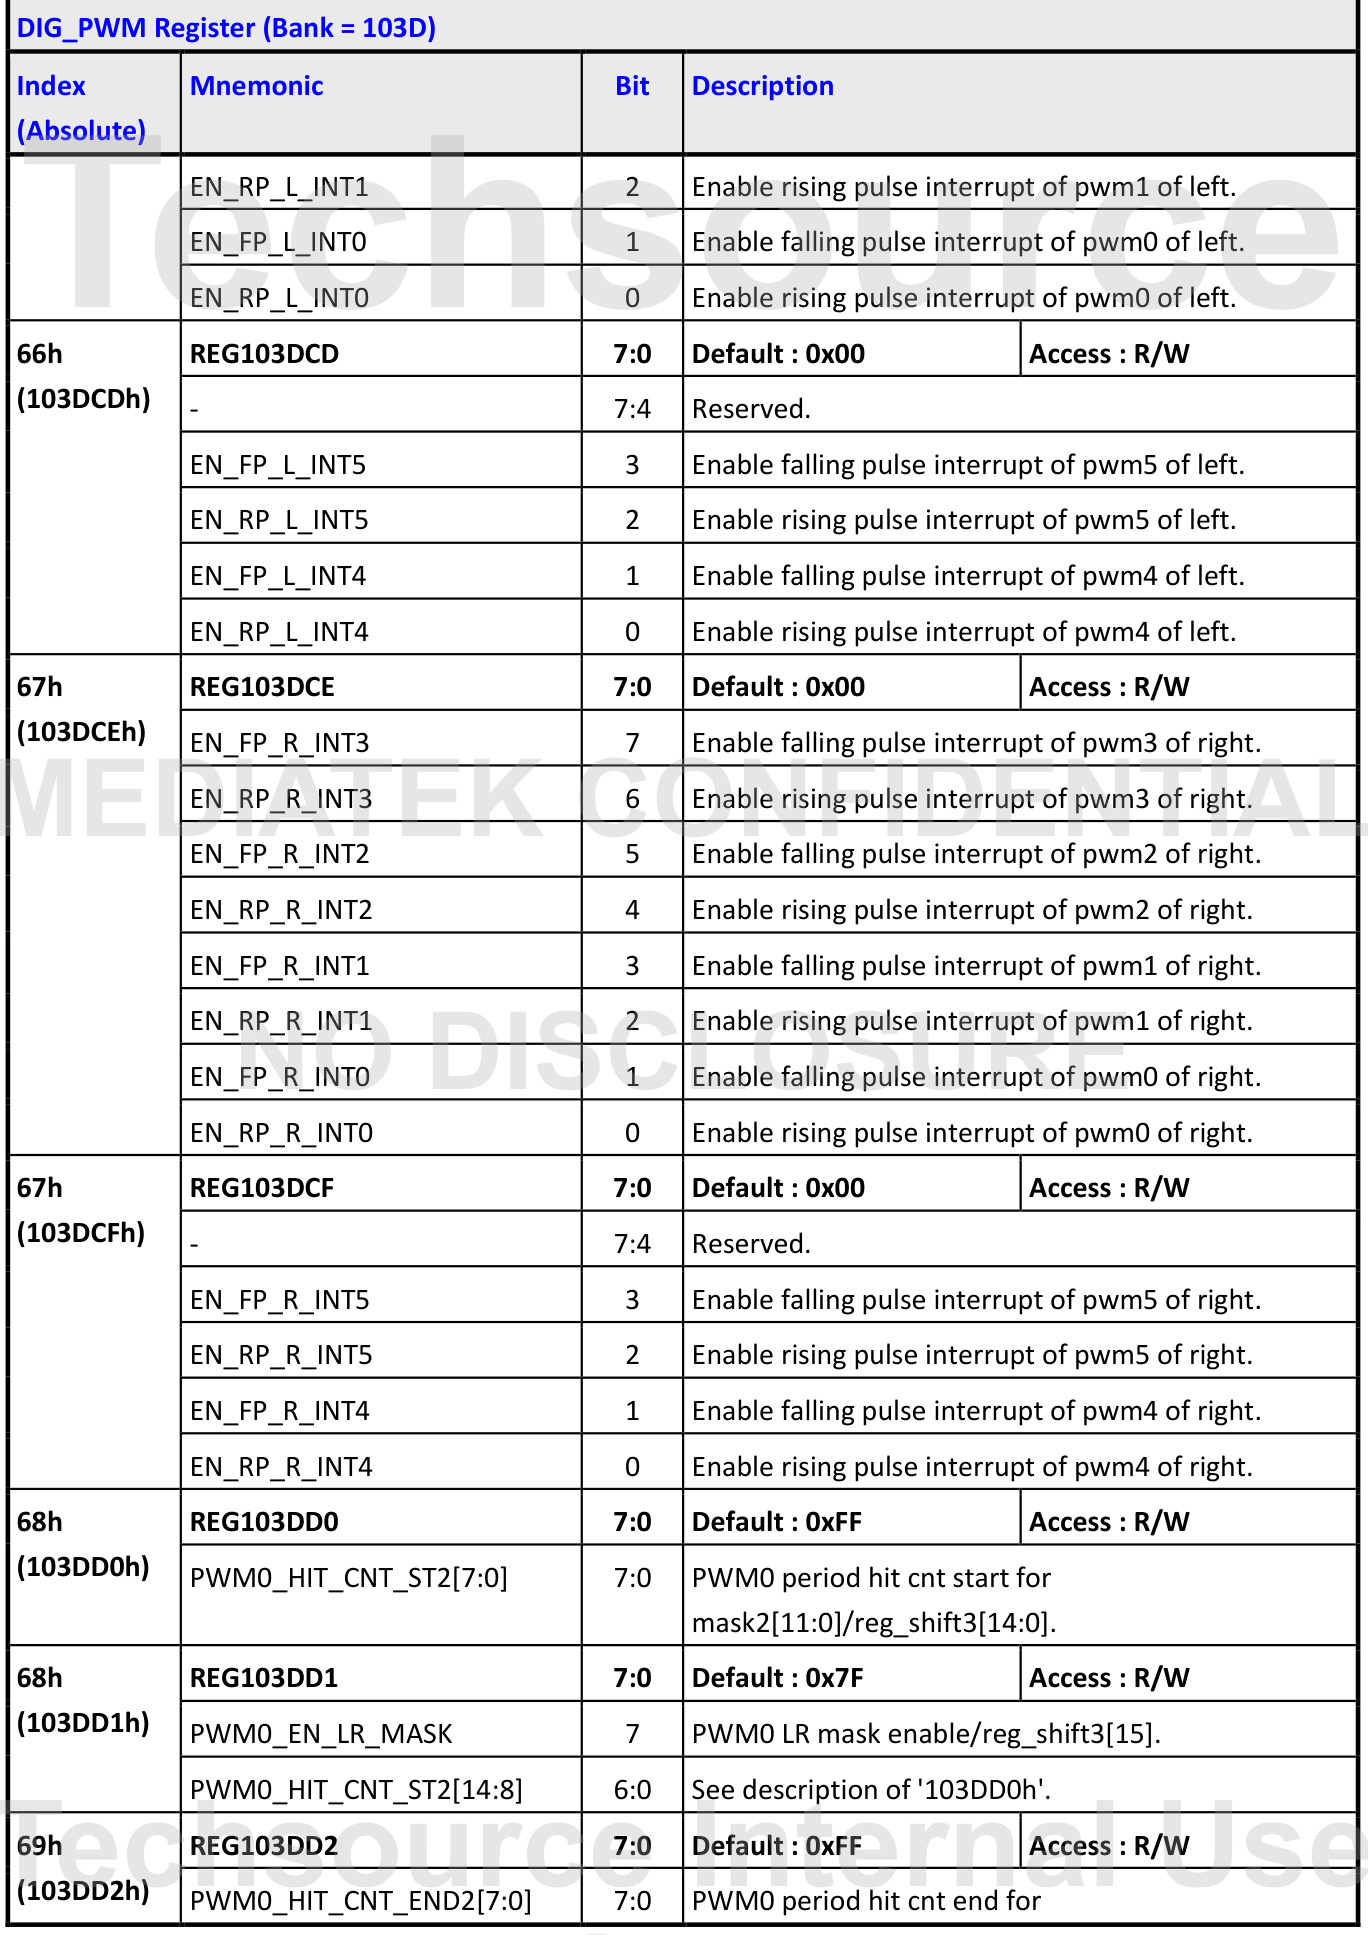 DIG_PWM Register (Bank = 103D)
Index (Absolute) Mnemonic Bit Description
EN_RP_L_INT1 2 Enable rising pulse interrupt of pwm1 of left.
EN_FP_L_INT0 1 Enable falling pulse interrupt of pwm0 of left.
EN_RP_L_INT0 0 Enable rising pulse interrupt of pwm0 of left.
Techsource
66h REG103DCD 7:0 Default : 0x00 Access : R/W
(103DCDh)
- 7:4 Reserved.
EN_FP_L_INT5 3 Enable falling pulse interrupt of pwm5 of left.
EN_RP_L_INT5 2 Enable rising pulse interrupt of pwm5 of left.
EN_FP_L_INT4 1 Enable falling pulse interrupt of pwm4 of left.
EN_RP_L_INT4 0 Enable rising pulse interrupt of pwm4 of left.
67h REG103DCE 7:0 Default : 0x00 Access : R/W
(103DCEh)
EN_FP_R_INT3 7 Enable falling pulse interrupt of pwm3 of right.
MEDIATEK CONFIDENTIAL
EN_RP_R_INT3 6 Enable rising pulse interrupt of pwm3 of right.
EN_FP_R_INT2 5 Enable falling pulse interrupt of pwm2 of right.
EN_RP_R_INT2 4 Enable rising pulse interrupt of pwm2 of right.
EN_FP_R_INT1 3 Enable falling pulse interrupt of pwm1 of right.
EN_RP_R_INT1 2 Enable rising pulse interrupt of pwm1 of right.
NO DISCLOSURE
EN_FP_R_INT0 1 Enable falling pulse interrupt of pwm0 of right.
EN_RP_R_INT0 0 Enable rising pulse interrupt of pwm0 of right.
67h REG103DCF 7:0 Default : 0x00 Access : R/W
(103DCFh)
- 7:4 Reserved.
EN_FP_R_INT5 3 Enable falling pulse interrupt of pwm5 of right.
EN_RP_R_INT5 2 Enable rising pulse interrupt of pwm5 of right.
EN_FP_R_INT4 1 Enable falling pulse interrupt of pwm4 of right.
EN_RP_R_INT4 0 Enable rising pulse interrupt of pwm4 of right.
68h REG103DD0 7:0 Default : 0xFF Access : R/W
(103DD0h)
PWM0_HIT_CNT_ST2[7:0] 7:0 PWM0 period hit cnt start for
mask2[11:0]/reg_shift3[14:0].
68h REG103DD1 7:0 Default : 0x7F Access : R/W
(103DD1h)
PWM0_EN_LR_MASK 7 PWM0 LR mask enable/reg_shift3[15].
PWM0_HIT_CNT_ST2[14:8] 6:0 See description of '103DD0h'.
Techsource Internal Use
69h REG103DD2 7:0 Default : 0xFF Access : R/W
(103DD2h)
PWM0_HIT_CNT_END2[7:0] 7:0 PWM0 period hit cnt end for